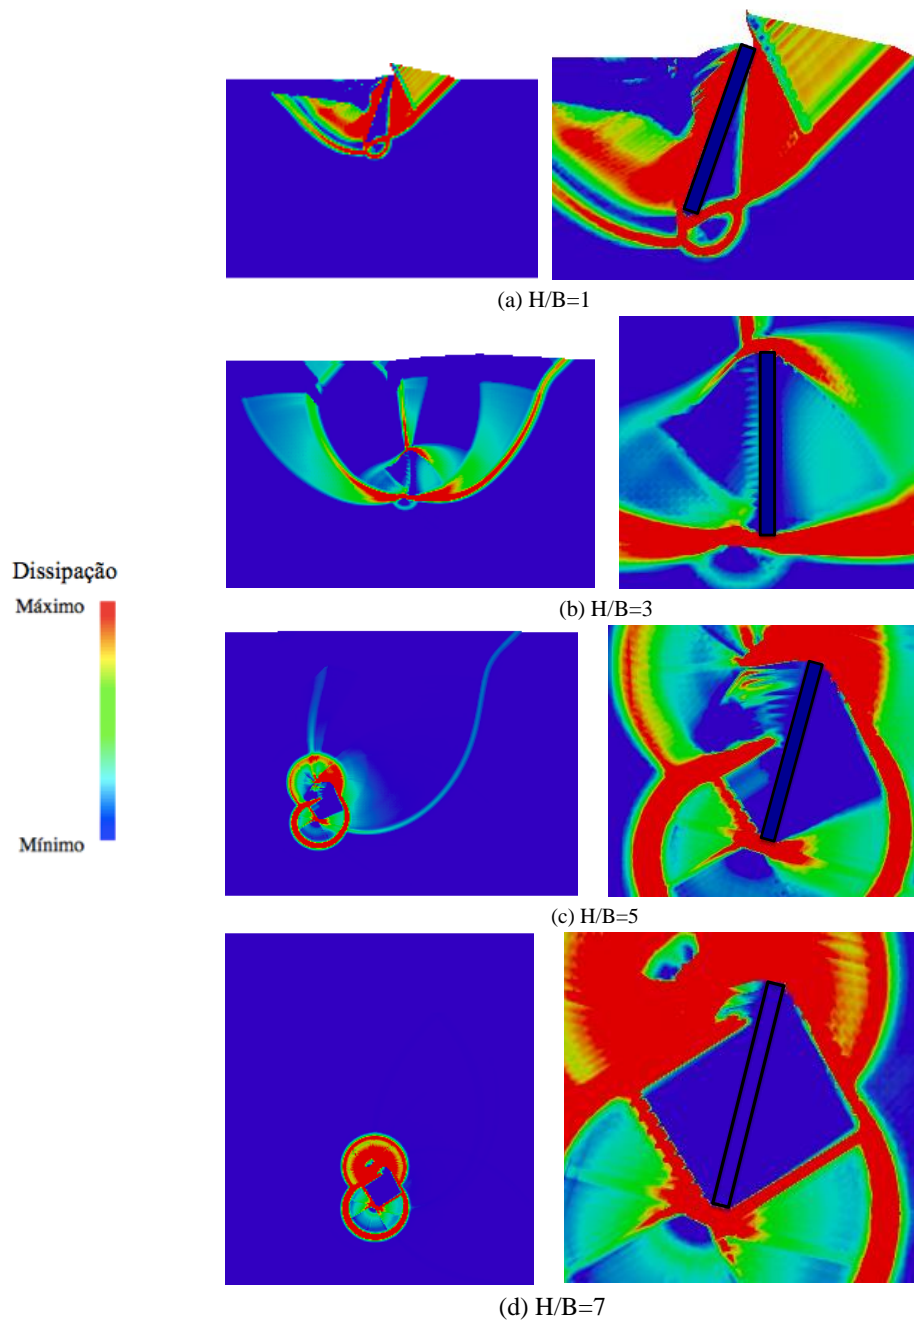 (a) H/B=1
(b) H/B=3
Dissipação
Máximo
Mínimo
(c) H/B=5
(d) H/B=7